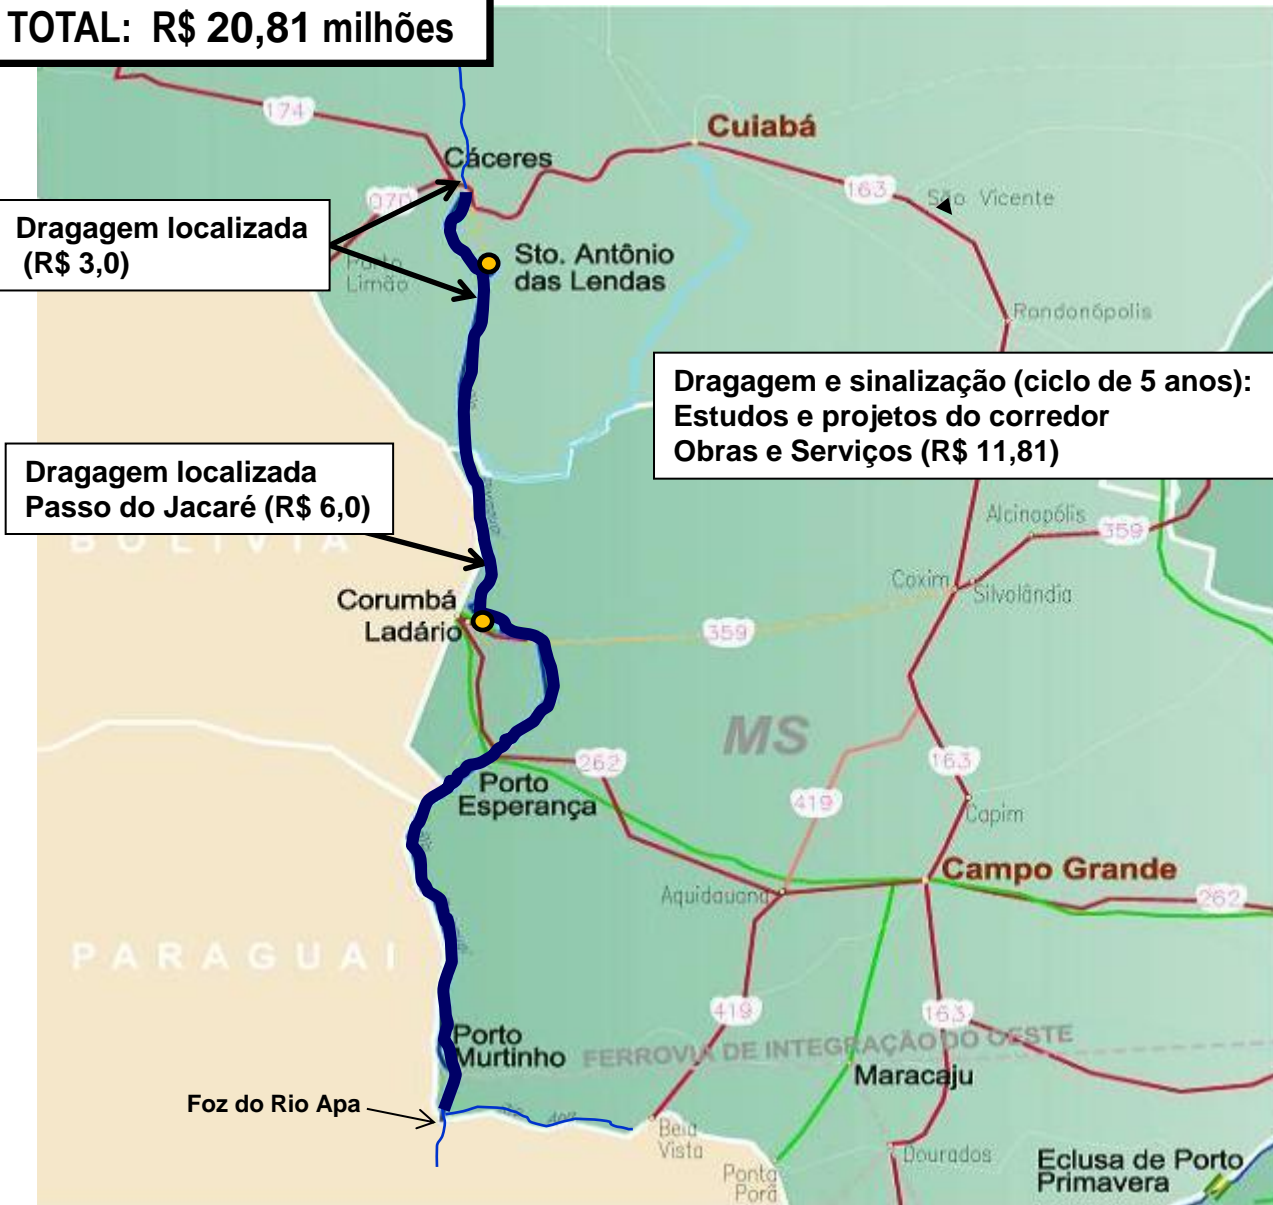 TOTAL: R$ 20,81 milhões
174
Cuiabá
Cáceres
070
163
São Vicente
Dragagem localizada
(R$ 3,0)
Porto
Limão
Sto. Antônio
das Lendas
Rondonópolis
Dragagem e sinalização (ciclo de 5 anos):
Estudos e projetos do corredor
Obras e Serviços (R$ 11,81)
Dragagem localizada
Passo do Jacaré (R$ 6,0)
BOLIVIA
Alcinopólis
359
Coxim
Silvolândia
Corumbá
Ladário
359
MS
262
163
Porto
Esperança
419
Capim
Campo Grande
Aquidauana
262
PARAGUAI
419
163
Porto
Murtinho
FERROVIA DE INTEGRAÇÃO DO OESTE
Maracaju
Foz do Rio Apa
Bela
Vista
Dourados
Ponta
Porã
Eclusa de Porto
Primavera